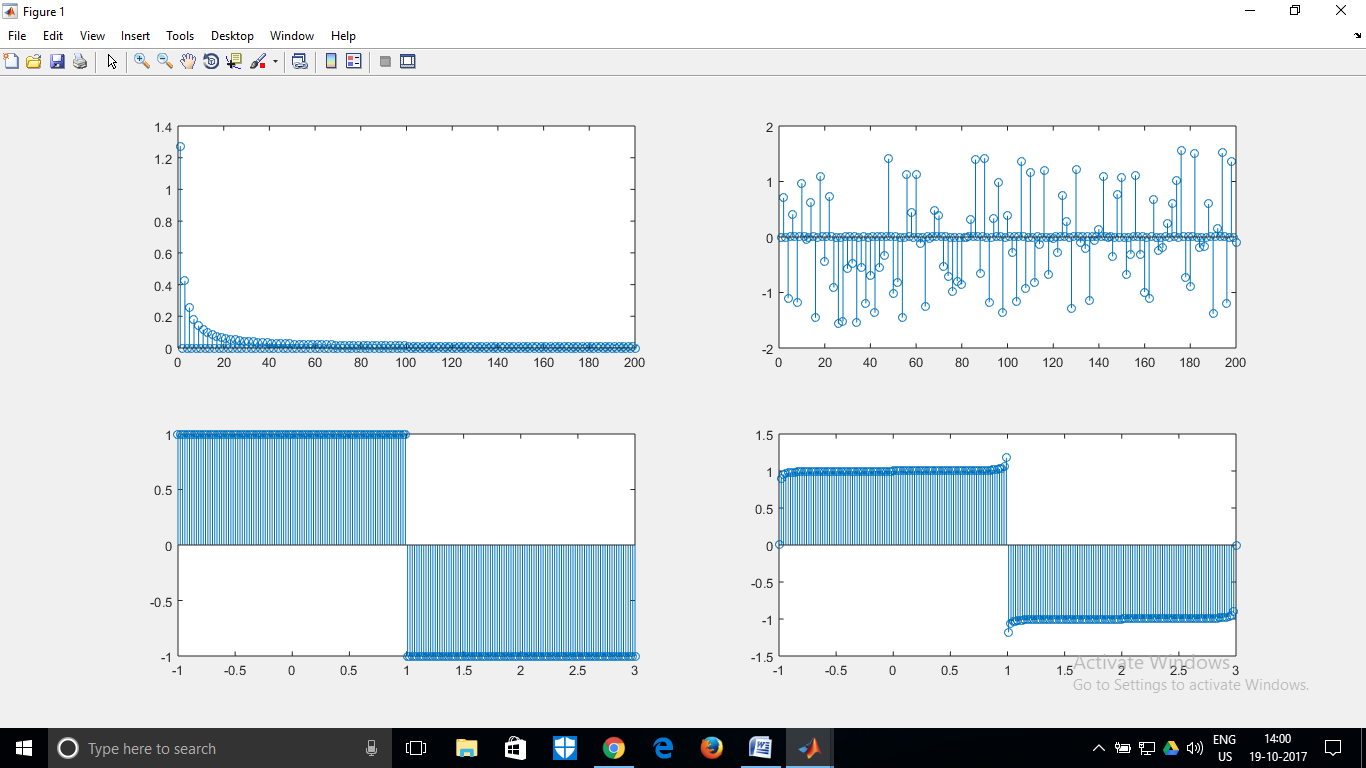 Figure 1
File Edit View Insert Tools Desktop Window Help
1.4
1.2
1
0.8
0.6
0.4
0.2
0
0 20 40 60 80 100 120 140 160 180 200
2
1
0
-1
-2
0 20 40 60 80 100 120 140 160 180 200
1
0.5
0
-0.5
-1
-1 -0.5 0 0.5 1 1.5 2 2.5 3
1.5
1
0.5
0
-0.5
-1
-1.5
-1 -0.5 0 0.5 1 1.5 2 2.5 3
Activate Windows
Go to Settings to activate Windows.
Type here to search
ENG
US
14:00
19-10-2017